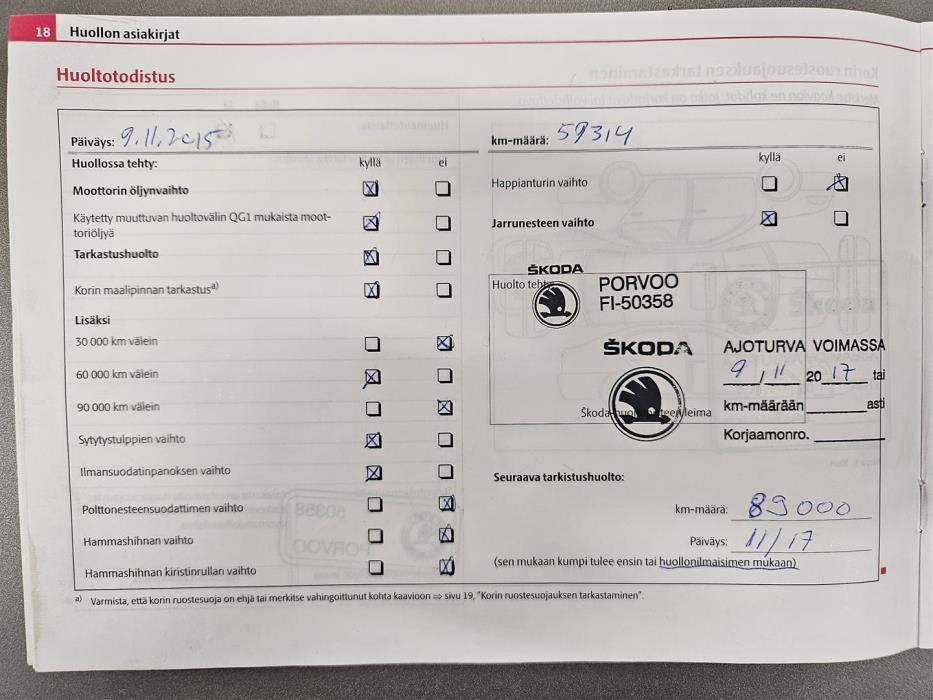 18 Huollon asiakirjat
Huoltotodistus
Päiväys: 9.11.2015
Huollossa tehty: kyllä ei
Moottorin öljynvaihto
Käytetty muuttuvan huoltovälin QG1 mukaista moot-
toriöljyä
Tarkastushuolto
Korin maalipinnan tarkastus a)
Lisäksi
30 000 km välein
60 000 km välein
90 000 km välein
Sytytystulppien vaihto
Ilmansuodatinpanoksen vaihto
Polttonesteensuodattimen vaihto
Hammashihnan vaihto
Hammashihnan kiristinrullan vaihto
km-määrä: 59314
kyllä ei
Happianturin vaihto
Jarrunesteen vaihto
ŠKODA
Huolto tehty
PORVOO
FI-50358
ŠKODA
AJOTURVA VOIMASSA
9 / 11 2017 tai
km-määrään asti
Škoda-huoltopisteen leima
Korjaamonro.
Seuraava tarkistushuolto:
km-määrä: 89000
Päiväys: 11/17
(sen mukaan kumpi tulee ensin tai huollonilmaisimen mukaan)
a) Varmista, että korin ruostesuoja on ehjä tai merkitse vahingoittunut kohta kaavioon ⇒ sivu 19, "Korin ruostesuojauksen tarkastaminen".